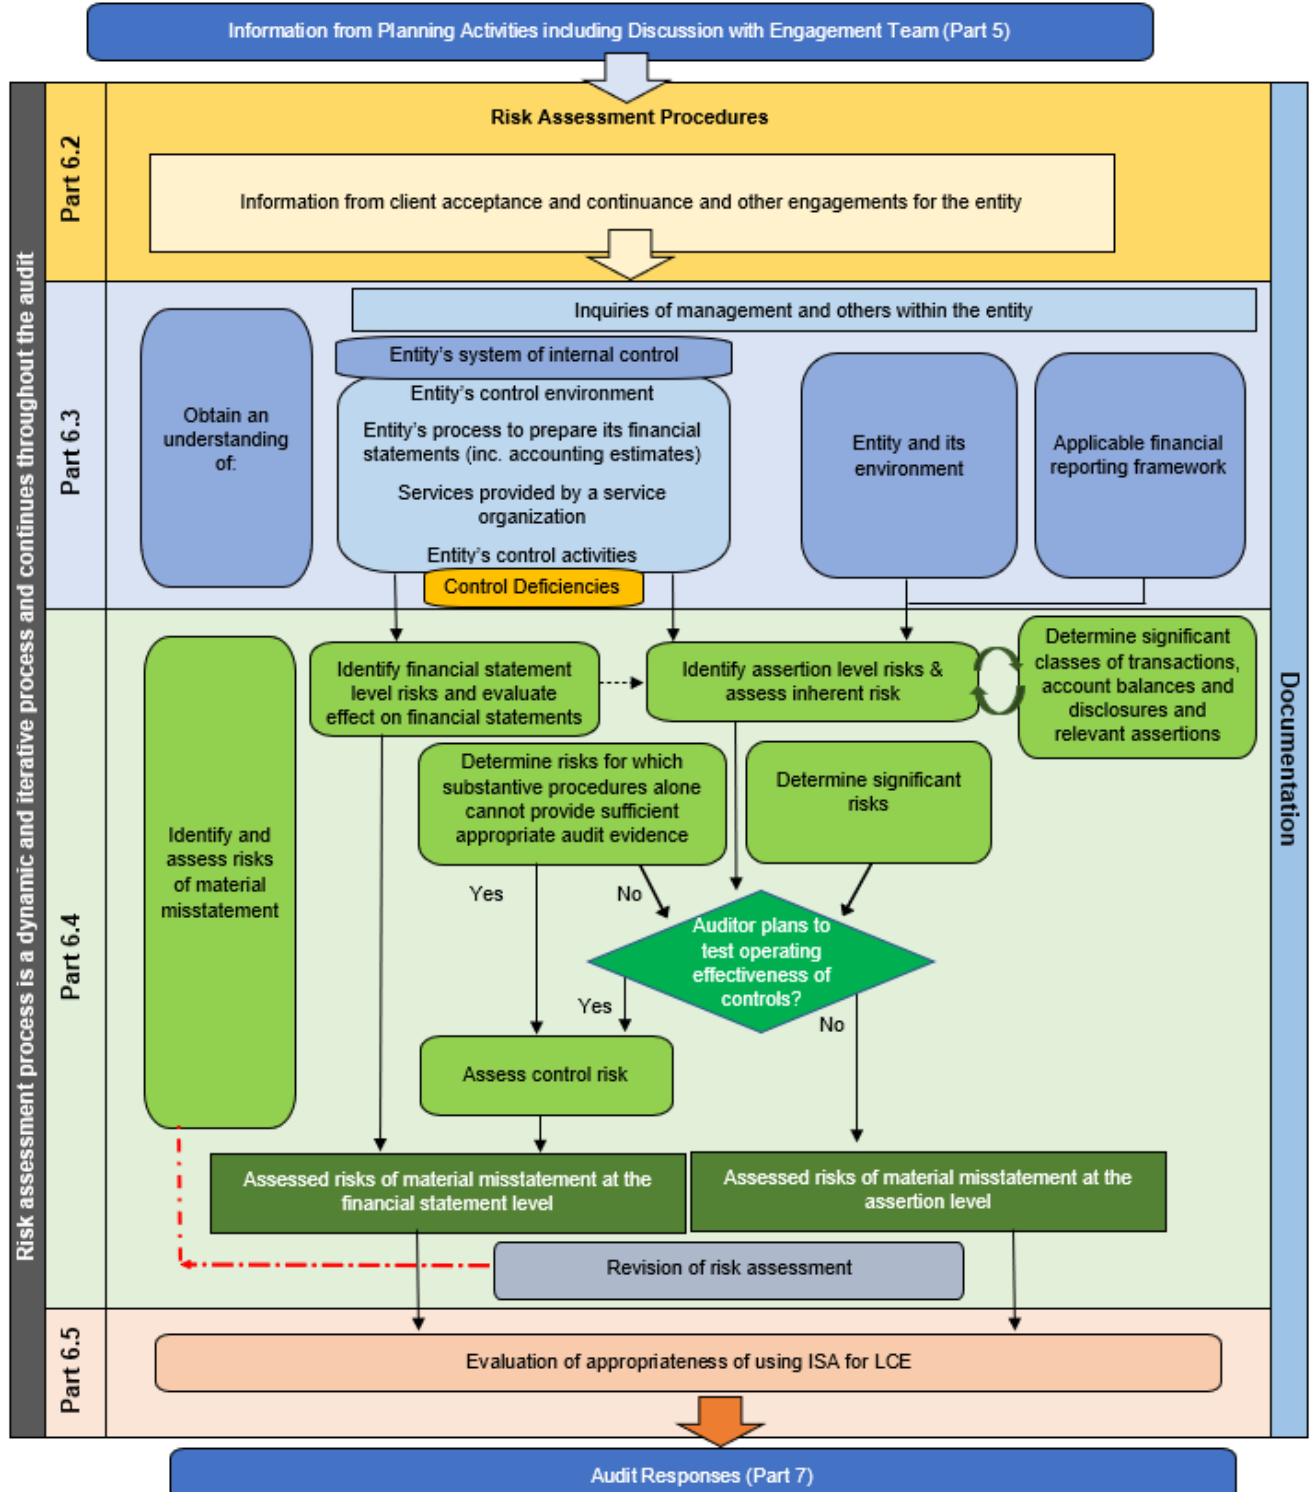 Information from Planning Activities including Discussion with Engagement Team (Part 5)
Risk assessment process is a dynamic and iterative process and continues throughout the audit
Documentation
Part 6.2
Risk Assessment Procedures
Information from client acceptance and continuance and other engagements for the entity
Part 6.3
Inquiries of management and others within the entity
Obtain an
understanding
of:
Entity's system of internal control
Entity's control environment
Entity's process to prepare its financial
statements (inc. accounting estimates)
Services provided by a service
organization
Entity's control activities
Control Deficiencies
Entity and its
environment
Applicable financial
reporting framework
Part 6.4
Identify and
assess risks
of material
misstatement
Identify financial statement
level risks and evaluate
effect on financial statements
Identify assertion level risks &
assess inherent risk
Determine significant
classes of transactions,
account balances and
disclosures and
relevant assertions
Determine risks for which
substantive procedures alone
cannot provide sufficient
appropriate audit evidence
Determine significant
risks
Yes
No
Auditor plans to
test operating
effectiveness of
controls?
Yes
No
Assess control risk
Assessed risks of material misstatement at the
financial statement level
Assessed risks of material misstatement at the
assertion level
Revision of risk assessment
Part 6.5
Evaluation of appropriateness of using ISA for LCE
Audit Responses (Part 7)